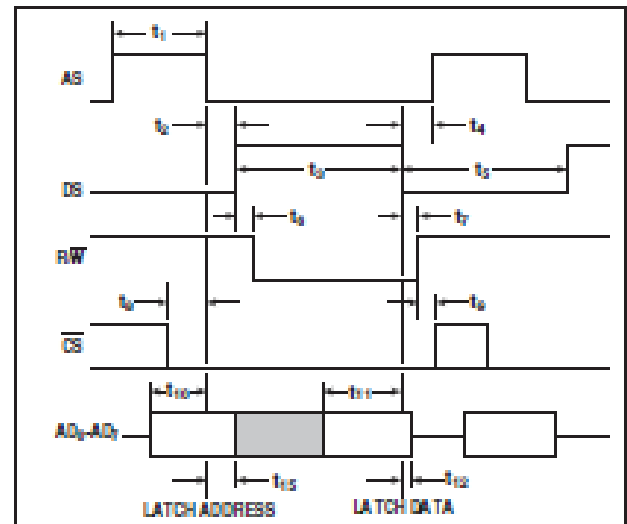 t₁
AS
t₂ t₄
t₃ t₅
DS
t₆ t₇
R/W̅
t₈ t₉
C̅S̅
t₁₀ t₁₁
AD₀-AD₇
t₁₅ t₁₂
LATCH ADDRESS LATCH DATA